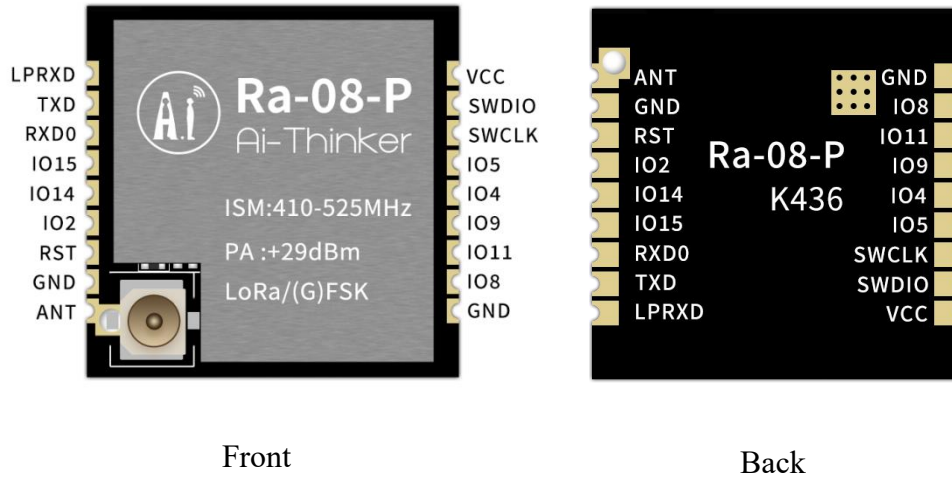 LPRXD
TXD
RXD0
IO15
IO14
IO2
RST
GND
ANT
Ai
Ra-08-P
Ai-Thinker
ISM:410-525MHz
PA :+29dBm
LoRa/(G)FSK
VCC
SWDIO
SWCLK
IO5
IO4
IO9
IO11
IO8
GND
ANT
GND
RST
IO2
IO14
IO15
RXD0
TXD
LPRXD
Ra-08-P
K436
GND
IO8
IO11
IO9
IO4
IO5
SWCLK
SWDIO
VCC
Front
Back